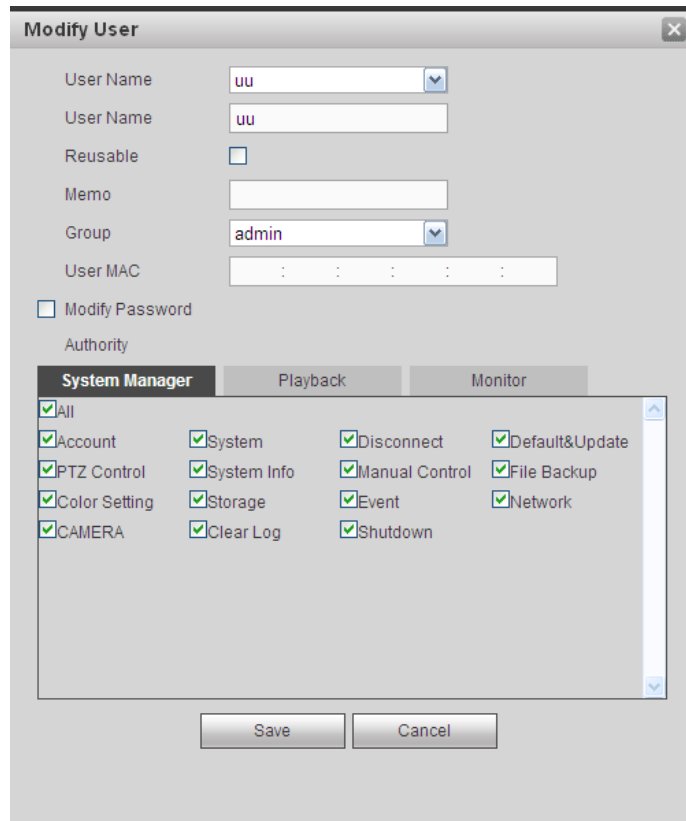 Modify User
User Name uu
User Name uu
Reusable
Memo
Group admin
User MAC : : : : :
Modify Password
Authority
System Manager Playback Monitor
All
Account System Disconnect Default&Update
PTZ Control System Info Manual Control File Backup
Color Setting Storage Event Network
CAMERA Clear Log Shutdown
Save Cancel